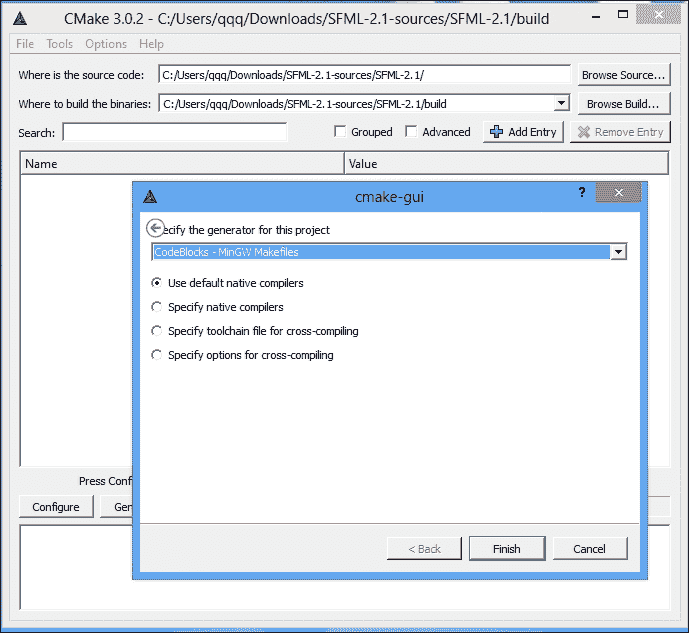 CMake 3.0.2 - C:/Users/qqq/Downloads/SFML-2.1-sources/SFML-2.1/build
File Tools Options Help
Where is the source code: C:/Users/qqq/Downloads/SFML-2.1-sources/SFML-2.1/ Browse Source...
Where to build the binaries: C:/Users/qqq/Downloads/SFML-2.1-sources/SFML-2.1/build Browse Build...
Search: Grouped Advanced Add Entry Remove Entry
Name Value
cmake-gui ?
ecify the generator for this project
CodeBlocks - MinGW Makefiles
Use default native compilers
Specify native compilers
Specify toolchain file for cross-compiling
Specify options for cross-compiling
Press Conf
Configure Gen
< Back Finish Cancel